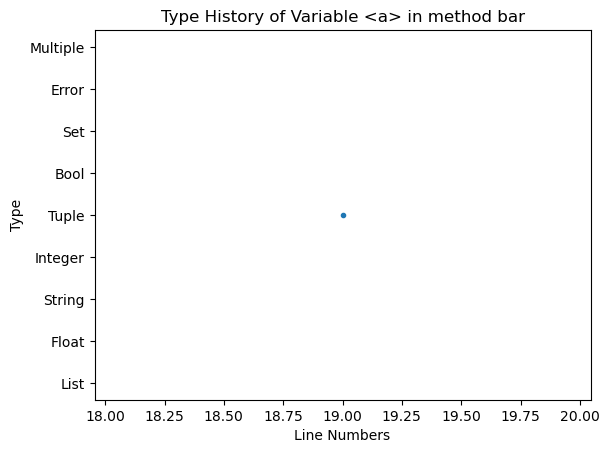 Type History of Variable <a> in method bar
Multiple
Error
Set
Bool
Tuple
Integer
String
Float
List
Type
18.00 18.25 18.50 18.75 19.00 19.25 19.50 19.75 20.00
Line Numbers